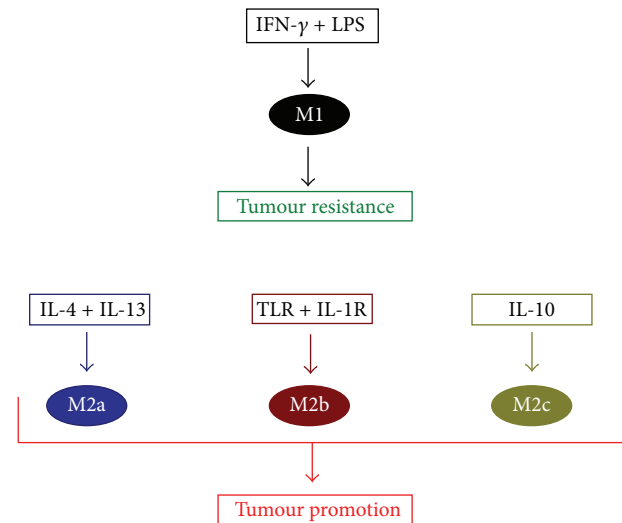 IFN-γ + LPS
M1
Tumour resistance
IL-4 + IL-13
TLR + IL-1R
IL-10
M2a
M2b
M2c
Tumour promotion